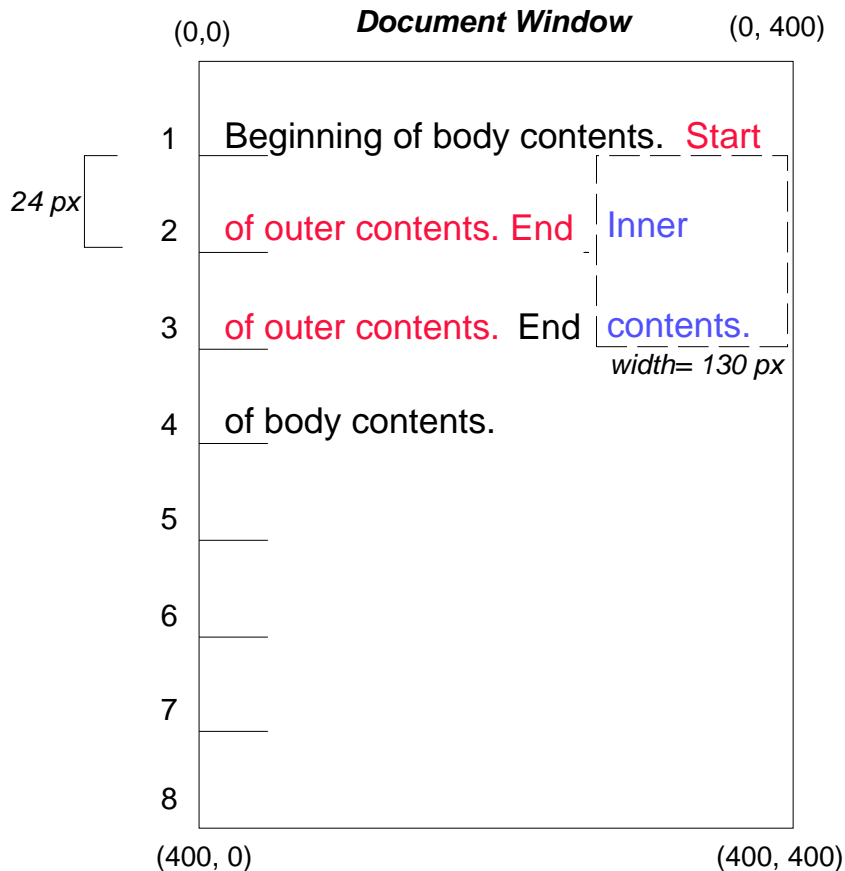 Document Window
(0,0) (0, 400)
1 Beginning of body contents. Start
24 px
2 of outer contents. End Inner
3 of outer contents. End contents.
width= 130 px
4 of body contents.
5
6
7
8
(400, 0) (400, 400)